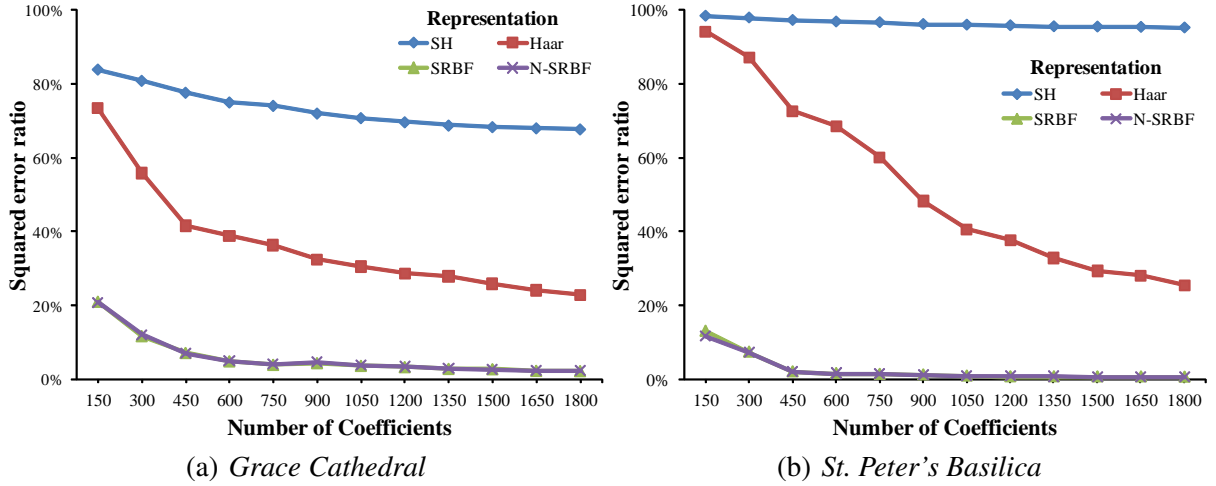 100%
80%
60%
40%
20%
0%
Squared error ratio
Representation
SH Haar
SRBF N-SRBF
150 300 450 600 750 900 1050 1200 1350 1500 1650 1800
Number of Coefficients
(a) Grace Cathedral
100%
80%
60%
40%
20%
0%
Squared error ratio
Representation
SH Haar
SRBF N-SRBF
150 300 450 600 750 900 1050 1200 1350 1500 1650 1800
Number of Coefficients
(b) St. Peter's Basilica